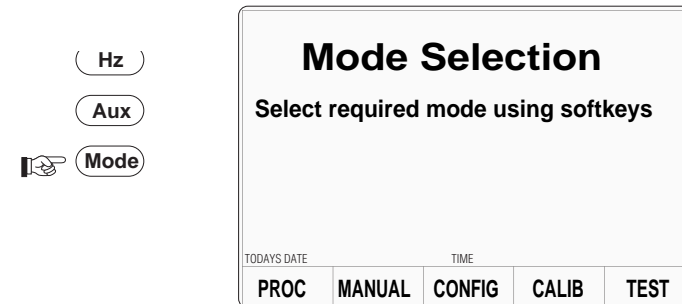 Hz
Aux
Mode
Mode Selection
Select required mode using softkeys
TODAYS DATE TIME
PROC MANUAL CONFIG CALIB TEST